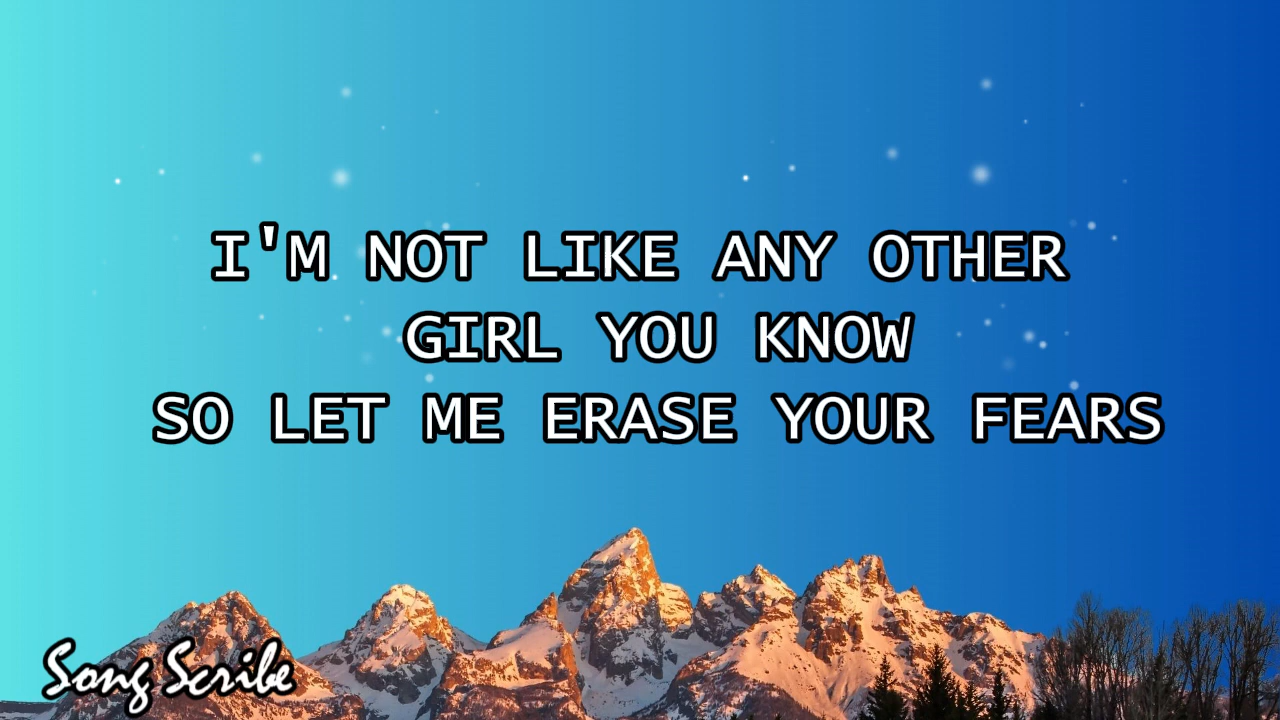 I'M NOT LIKE ANY OTHER
GIRL YOU KNOW
SO LET ME ERASE YOUR FEARS
Song Scribe